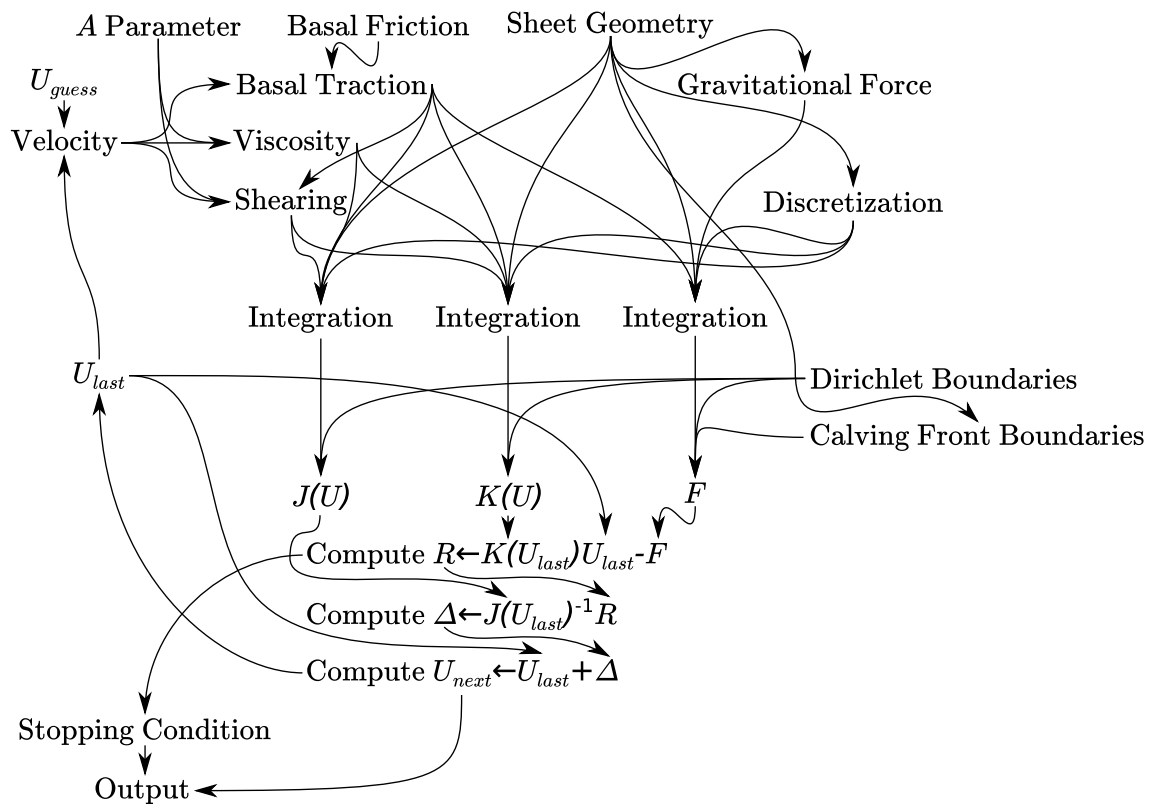 A Parameter
Basal Friction
Sheet Geometry
U_guess
Basal Traction
Gravitational Force
Velocity
Viscosity
Shearing
Discretization
Integration
Integration
Integration
U_last
Dirichlet Boundaries
Calving Front Boundaries
J(U)
K(U)
F
Compute R←K(U_last)U_last-F
Compute Δ←J(U_last)^-1 R
Compute U_next←U_last+Δ
Stopping Condition
Output